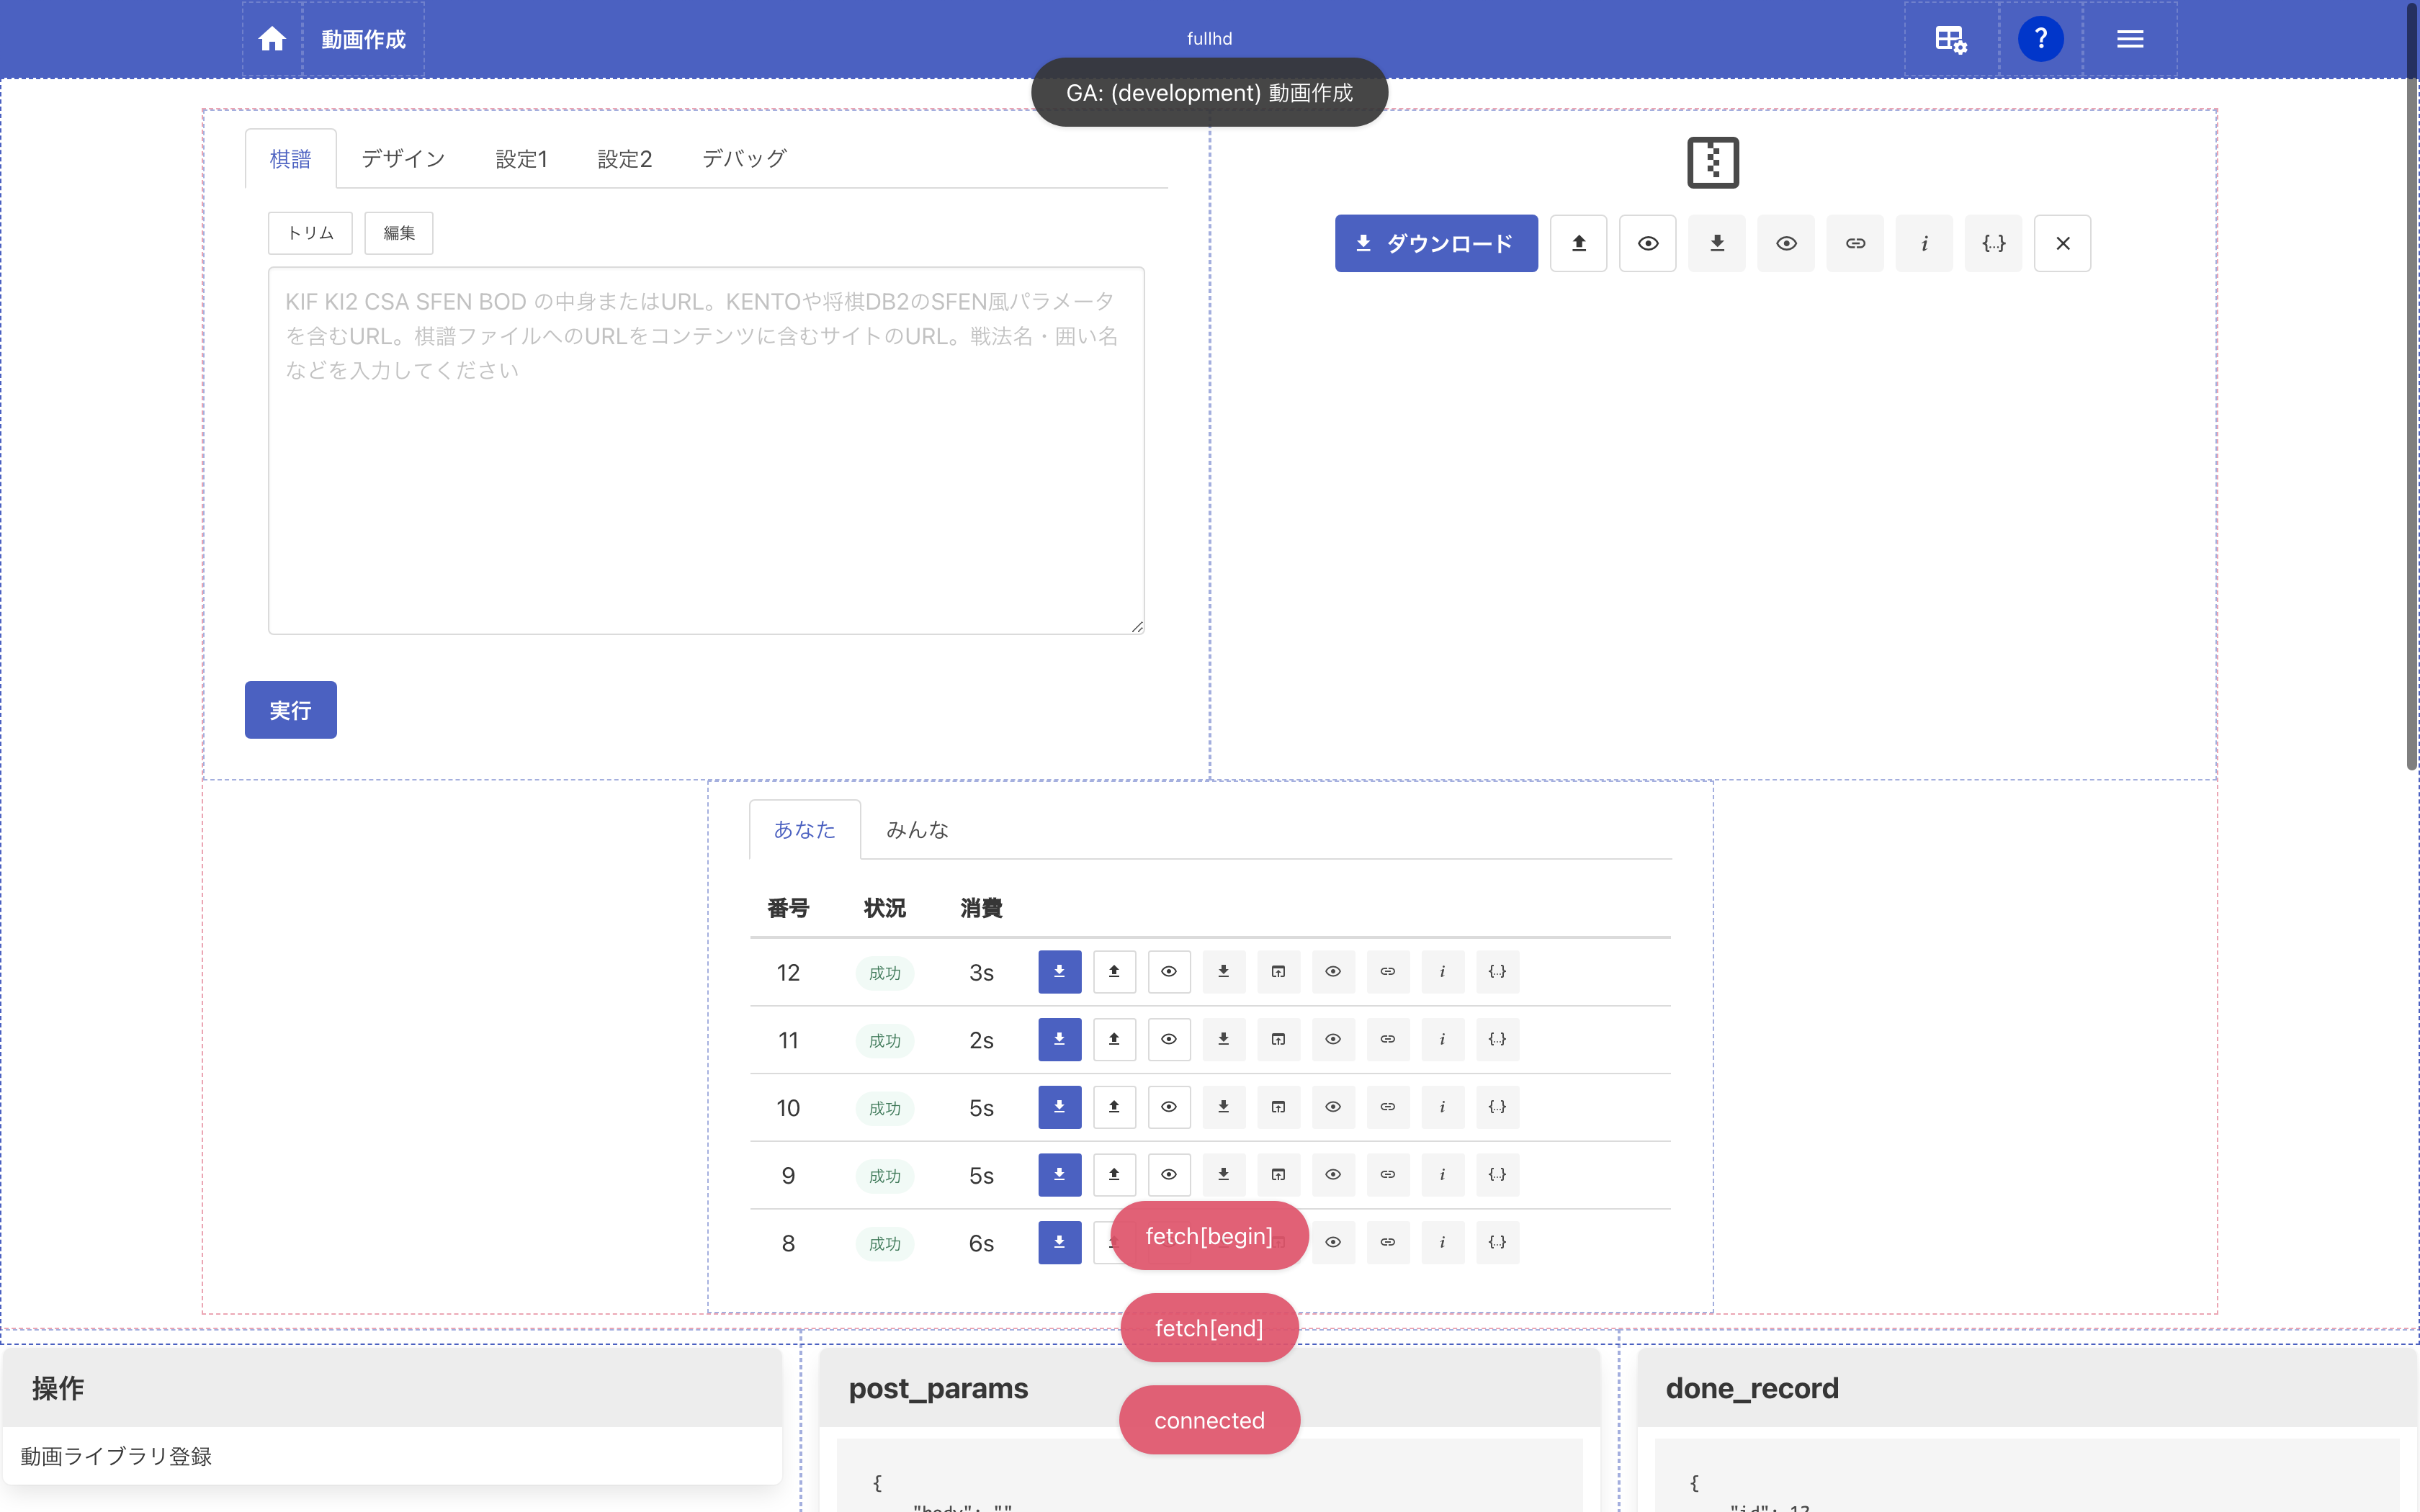 動画作成
fullhd
?
GA: (development) 動画作成
棋譜
デザイン
設定1
設定2
デバッグ
トリム
編集
KIF KI2 CSA SFEN BOD の中身またはURL。KENTOや将棋DB2のSFEN風パラメータ
を含むURL。棋譜ファイルへのURLをコンテンツに含むサイトのURL。戦法名・囲い名
などを入力してください
実行
ダウンロード
i
{...}
あなた
みんな
番号 状況 消費
12 成功 3s i {...}
11 成功 2s i {...}
10 成功 5s i {...}
9 成功 5s i {...}
8 成功 6s i {...}
fetch[begin]
fetch[end]
connected
操作
動画ライブラリ登録
post_params
{
"body": ""
done_record
{